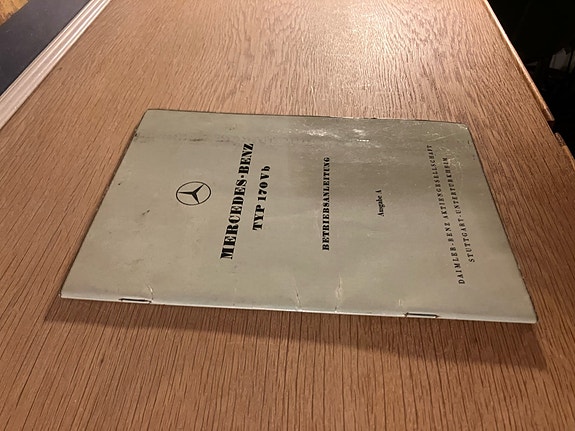 MERCEDES-BENZ
TYP 170 Vb
BETRIEBSANLEITUNG
Ausgabe A
DAIMLER-BENZ AKTIENGESELLSCHAFT
STUTTGART-UNTERTÜRKHEIM